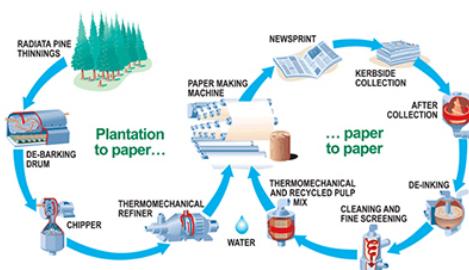 RADIATA PINE
THINNINGS
DE-BARKING
DRUM
CHIPPER
THERMOMECHANICAL
REFINER
Plantation
to paper...
PAPER MAKING
MACHINE
WATER
NEWSPRINT
KERBSIDE
COLLECTION
AFTER
COLLECTION
... paper
to paper
DE-INKING
CLEANING AND
FINE SCREENING
THERMOMECHANICAL
AND RECYCLED PULP
MIX